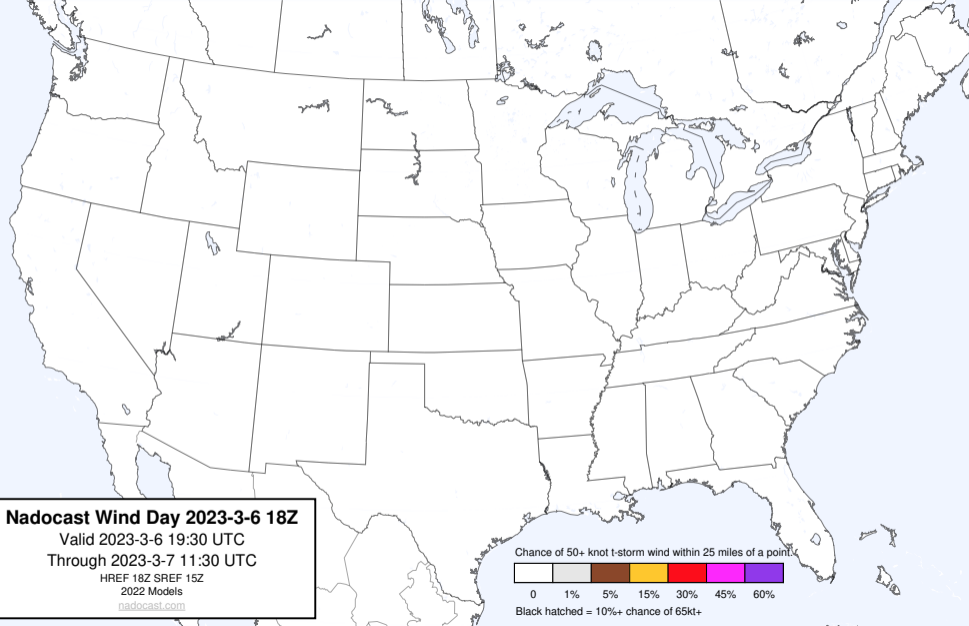 Nadocast Wind Day 2023-3-6 18Z
Valid 2023-3-6 19:30 UTC
Through 2023-3-7 11:30 UTC
HREF 18Z SREF 15Z
2022 Models
nadocast.com
Chance of 50+ knot t-storm wind within 25 miles of a point.
0 1% 5% 15% 30% 45% 60%
Black hatched = 10%+ chance of 65kt+